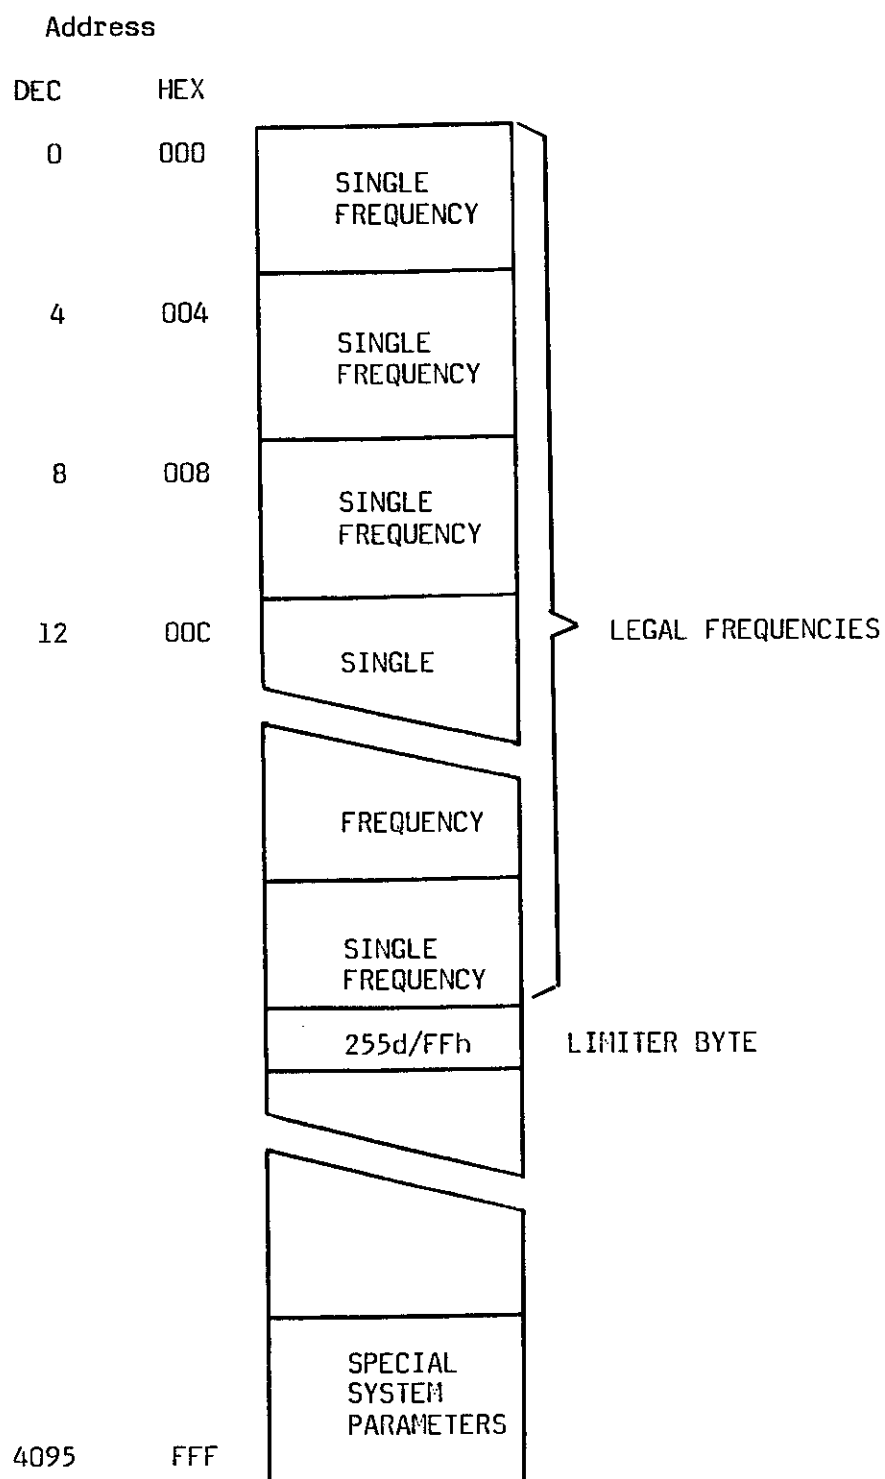 Address
DEC HEX
0 000
SINGLE
FREQUENCY
4 004
SINGLE
FREQUENCY
8 008
SINGLE
FREQUENCY
12 00C
SINGLE
LEGAL FREQUENCIES
FREQUENCY
SINGLE
FREQUENCY
255d/FFh LIMITER BYTE
SPECIAL
SYSTEM
PARAMETERS
4095 FFF